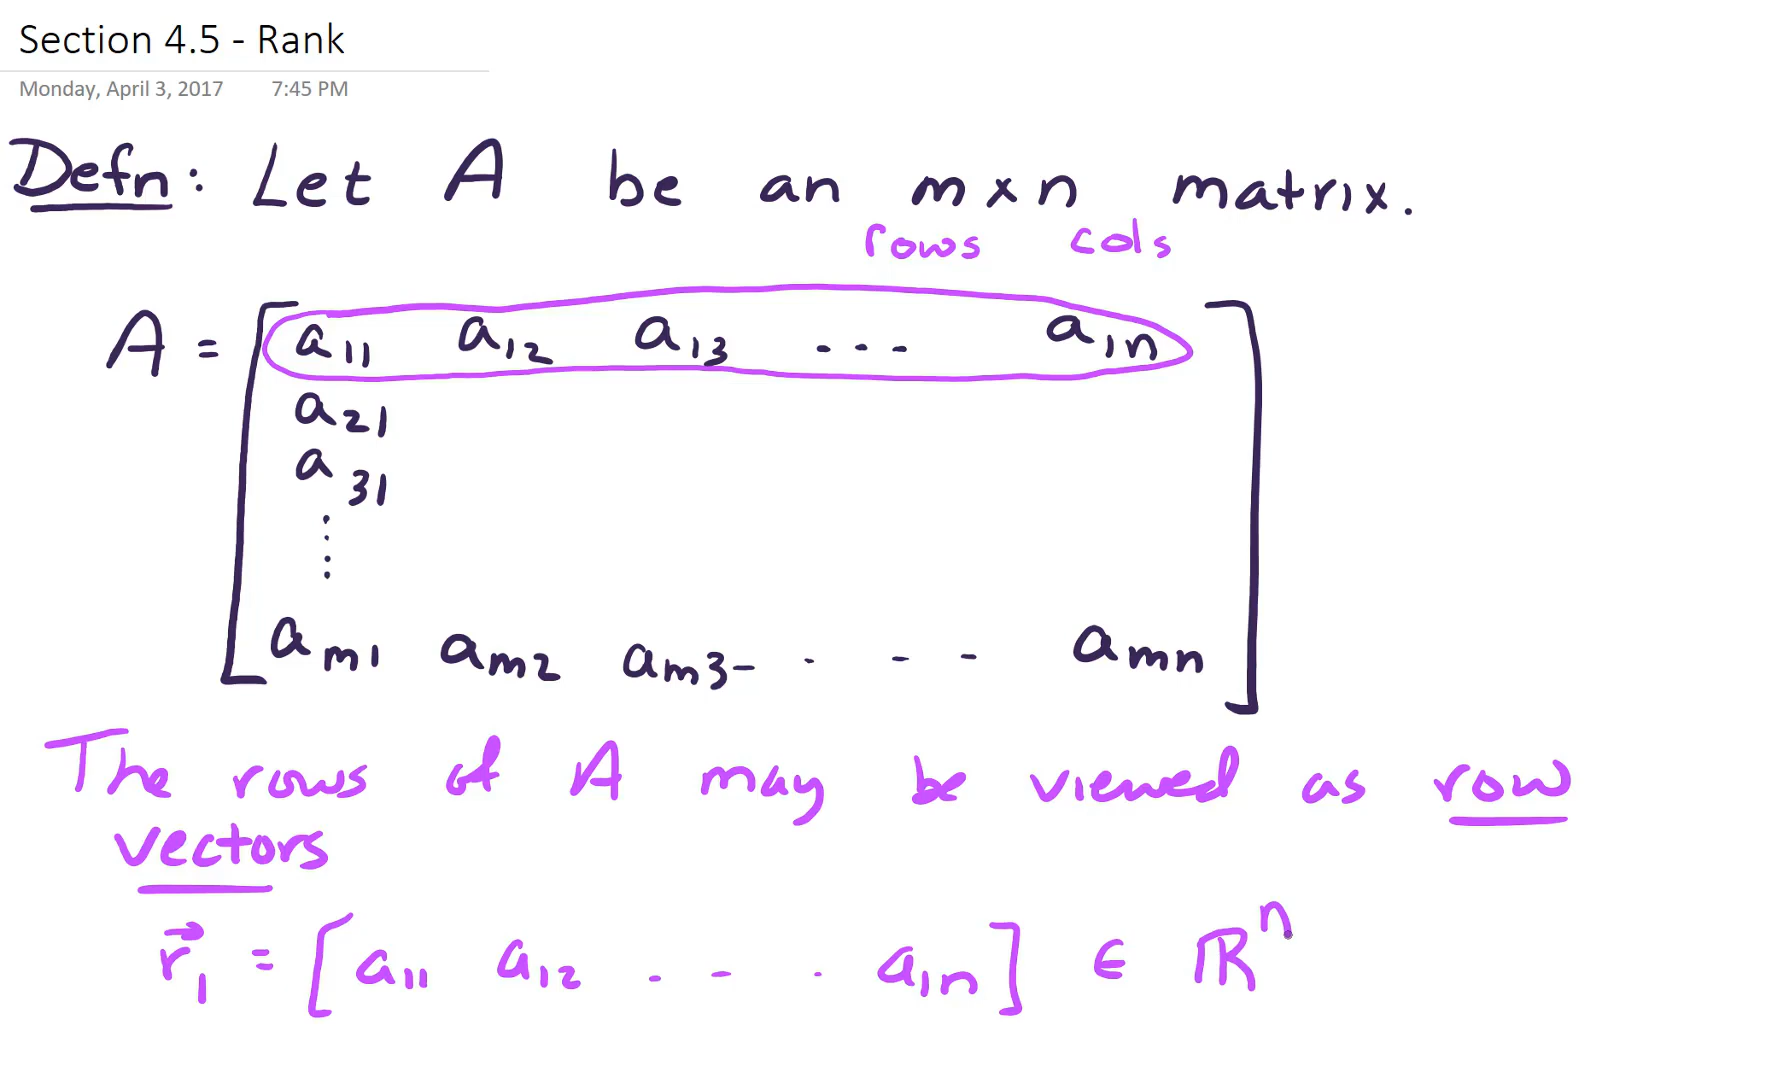 Section 4.5 - Rank
Monday, April 3, 2017 7:45 PM
Defn: Let A be an m×n matrix.
rows cols
A = [a11 a12 a13 ... a1n
a21
a31
⋮
am1 am2 am3 - . - - amn]
The rows of A may be viewed as row
vectors
r⃗1 = [a11 a12 . - . a1n] ∈ ℝⁿ